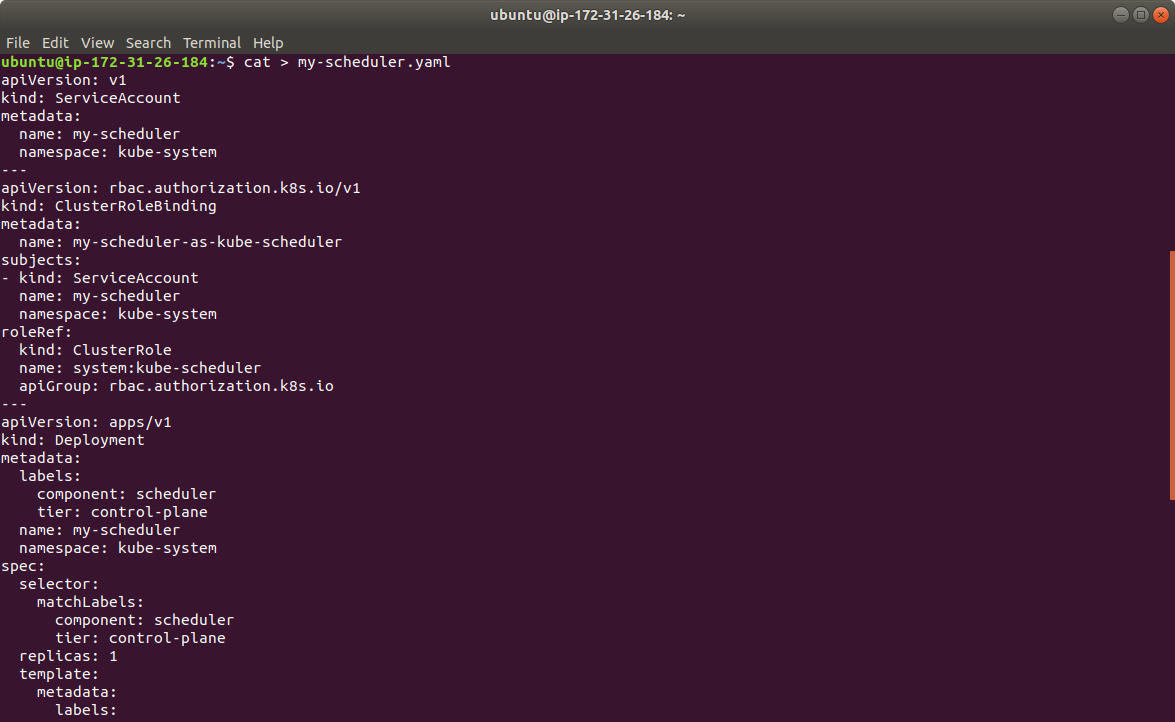 ubuntu@ip-172-31-26-184: ~
File Edit View Search Terminal Help
ubuntu@ip-172-31-26-184:~$ cat > my-scheduler.yaml
apiVersion: v1
kind: ServiceAccount
metadata:
  name: my-scheduler
  namespace: kube-system
---
apiVersion: rbac.authorization.k8s.io/v1
kind: ClusterRoleBinding
metadata:
  name: my-scheduler-as-kube-scheduler
subjects:
- kind: ServiceAccount
  name: my-scheduler
  namespace: kube-system
roleRef:
  kind: ClusterRole
  name: system:kube-scheduler
  apiGroup: rbac.authorization.k8s.io
---
apiVersion: apps/v1
kind: Deployment
metadata:
  labels:
    component: scheduler
    tier: control-plane
  name: my-scheduler
  namespace: kube-system
spec:
  selector:
    matchLabels:
      component: scheduler
      tier: control-plane
  replicas: 1
  template:
    metadata:
      labels: